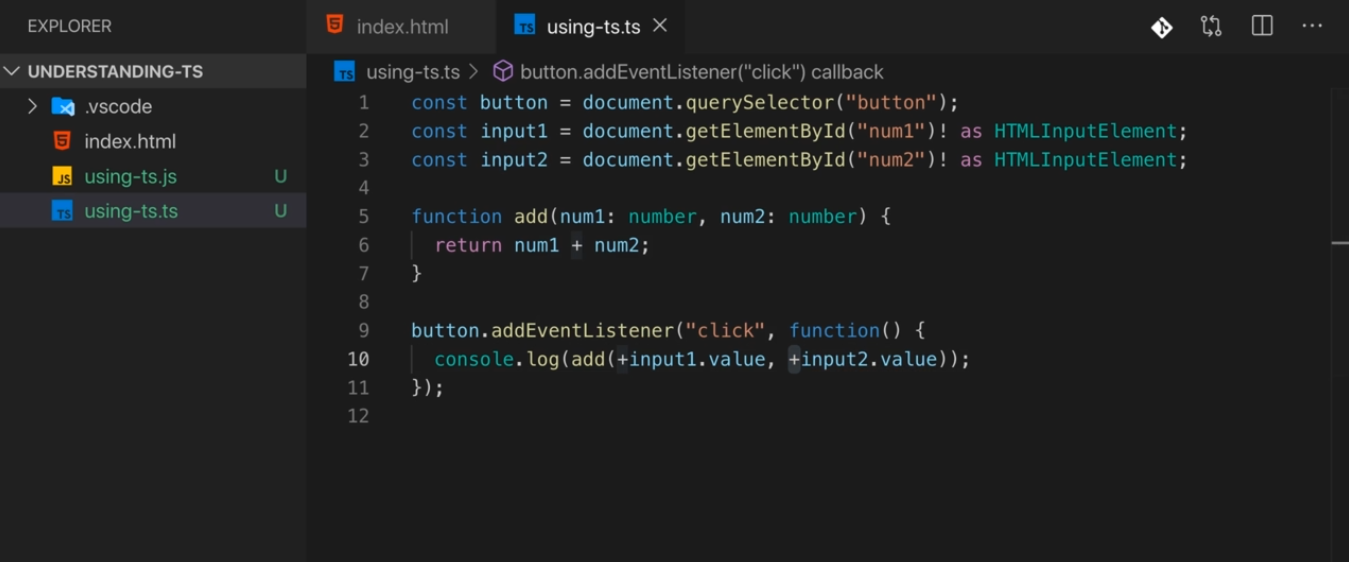 EXPLORER
UNDERSTANDING-TS
.vscode
index.html
using-ts.js U
using-ts.ts U
index.html
using-ts.ts
using-ts.ts > button.addEventListener("click") callback
1 const button = document.querySelector("button");
2 const input1 = document.getElementById("num1")! as HTMLInputElement;
3 const input2 = document.getElementById("num2")! as HTMLInputElement;
4
5 function add(num1: number, num2: number) {
6 return num1 + num2;
7 }
8
9 button.addEventListener("click", function() {
10 console.log(add(+input1.value, +input2.value));
11 });
12